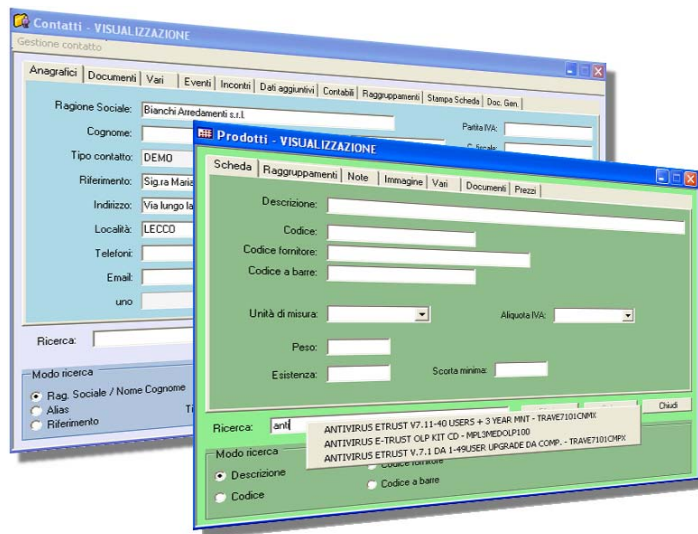 Contatti - VISUALIZZAZIONE
Gestione contatto
Anagrafici Documenti Vari Eventi Incontri Dati aggiuntivi Contabili Raggruppamenti Stampa Scheda Doc. Gen.
Ragione Sociale: Bianchi Arredamenti s.r.l. Partita IVA:
Cognome: C. fiscale:
Tipo contatto: DEMO
Riferimento: Sig.ra Maria
Indirizzo: Via lungo
Località: LECCO
Telefoni:
Email:
uno
Ricerca:
Modo ricerca
Rag. Sociale / Nome Cognome
Alias
Riferimento
Prodotti - VISUALIZZAZIONE
Scheda Raggruppamenti Note Immagine Vari Documenti Prezzi
Descrizione:
Codice:
Codice fornitore:
Codice a barre:
Unità di misura: Aliquota IVA:
Peso:
Esistenza: Scorta minima:
Ricerca: anti Chiudi
ANTIVIRUS ETRUST V7.11-40 USERS + 3 YEAR MNT - TRAVE7101CNMX
ANTIVIRUS E-TRUST OLP KIT CD - MPL3MEDOLP100
ANTIVIRUS ETRUST V.7.1 DA 1-49USER UPGRADE DA COMP. - TRAVE7101CMPX
Modo ricerca
Descrizione Codice fornitore
Codice Codice a barre